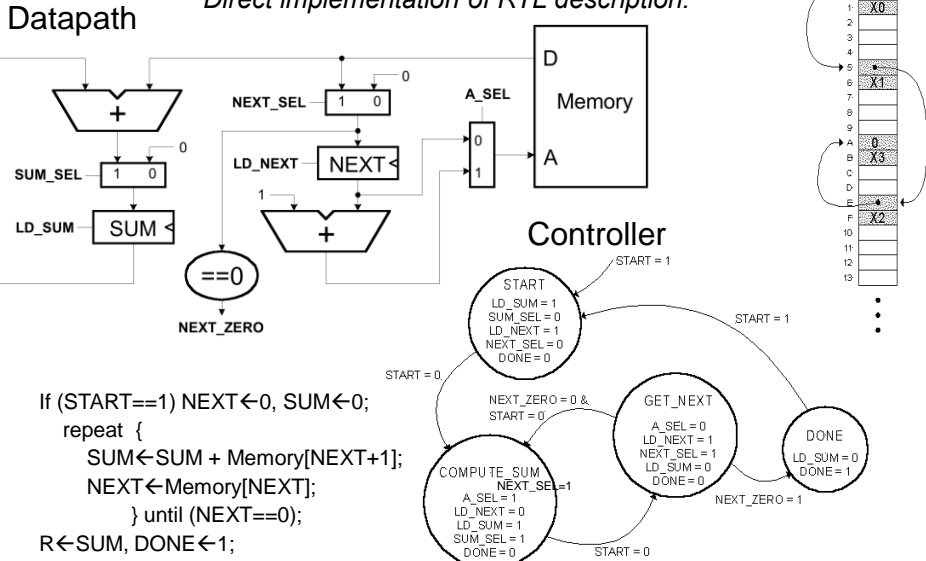 Direct implementation of RTL description:
Datapath
D
Memory
A
0
NEXT_SEL
1 0
A_SEL
0
1
+
0
SUM_SEL
1 0
LD_SUM
SUM
LD_NEXT
NEXT
1
+
==0
NEXT_ZERO
1 X0
2
3
4
5
6 X1
7
8
9
A 0
B X3
C
D
E
F X2
10
11
12
13
Controller
START = 1
START
LD_SUM = 1
SUM_SEL = 0
LD_NEXT = 1
NEXT_SEL = 0
DONE = 0
START = 1
START = 0
NEXT_ZERO = 0 &
START = 0
GET_NEXT
A_SEL = 0
LD_NEXT = 1
NEXT_SEL = 1
LD_SUM = 0
DONE = 0
DONE
LD_SUM = 0
DONE = 1
NEXT_ZERO = 1
COMPUTE_SUM
NEXT_SEL=1
A_SEL = 1
LD_NEXT = 0
LD_SUM = 1
SUM_SEL = 1
DONE = 0
START = 0
If (START==1) NEXT←0, SUM←0;
repeat {
SUM←SUM + Memory[NEXT+1];
NEXT←Memory[NEXT];
} until (NEXT==0);
R←SUM, DONE←1;